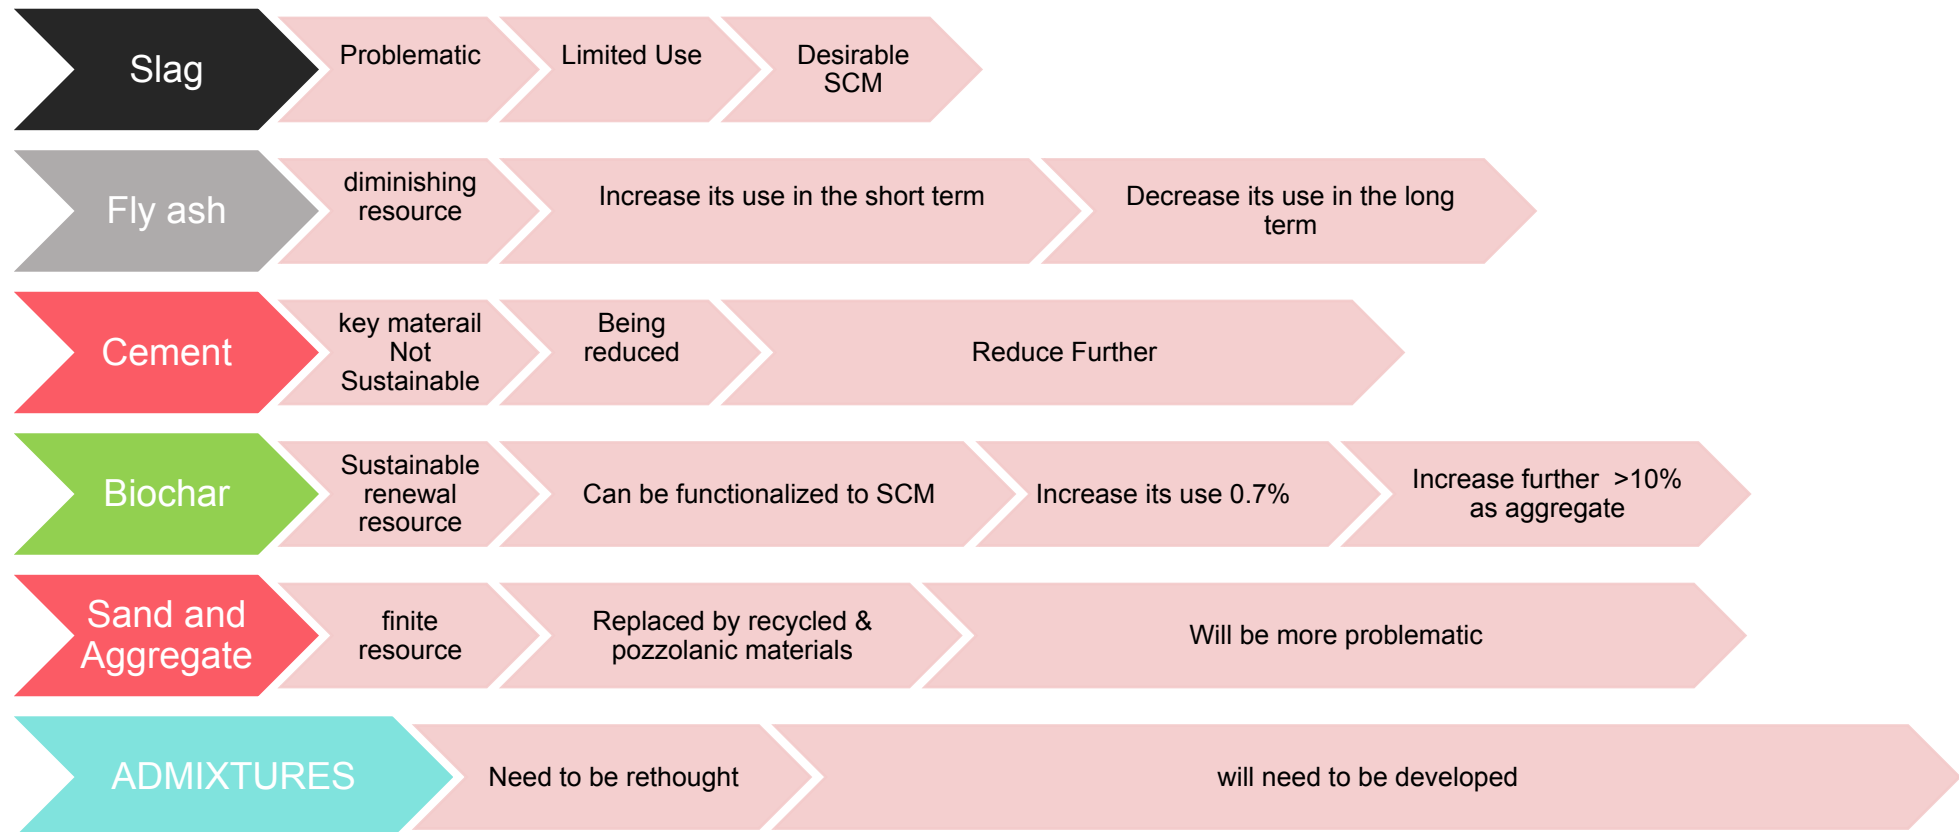 Slag
Problematic
Limited Use
Desirable
SCM
Fly ash
diminishing
resource
Increase its use in the short term
Decrease its use in the long
term
Cement
key materail
Not
Sustainable
Being
reduced
Reduce Further
Biochar
Sustainable
renewal
resource
Can be functionalized to SCM
Increase its use 0.7%
Increase further  >10%
as aggregate
Sand and
Aggregate
finite
resource
Replaced by recycled &
pozzolanic materials
Will be more problematic
ADMIXTURES
Need to be rethought
will need to be developed